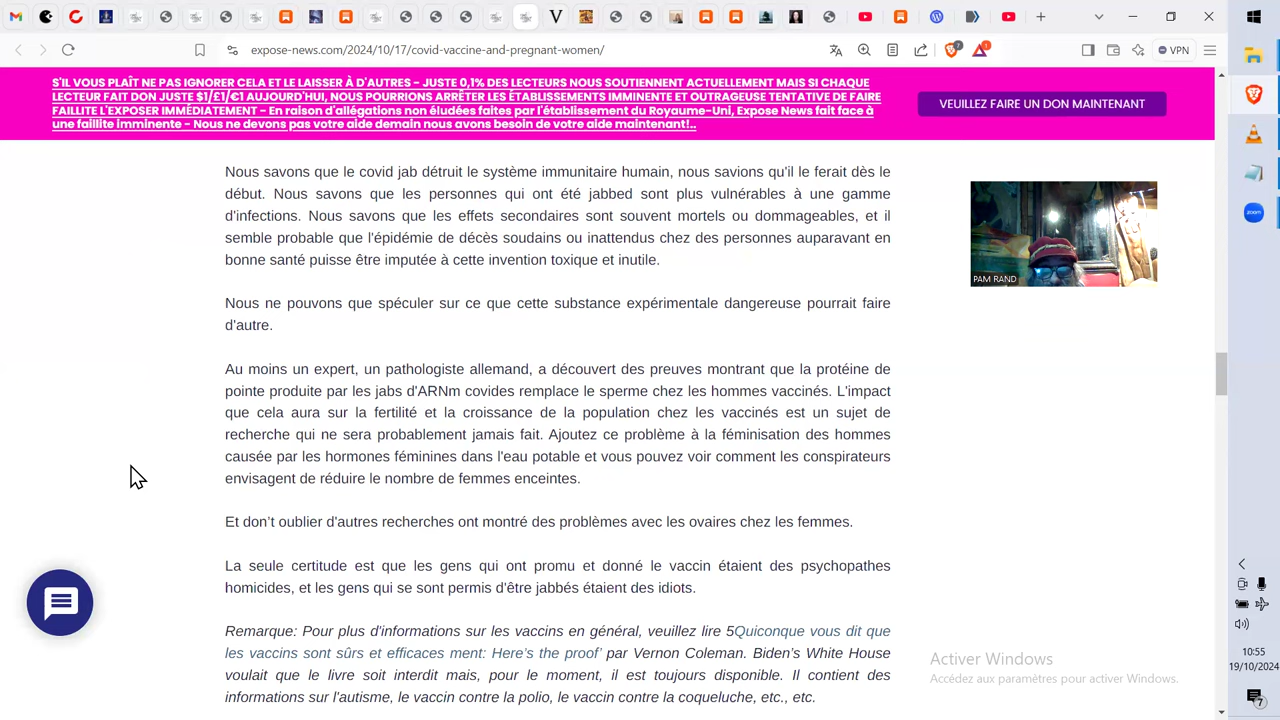 expose-news.com/2024/10/17/covid-vaccine-and-pregnant-women/
7
1
VPN
S'IL VOUS PLAÎT NE PAS IGNORER CELA ET LE LAISSER À D'AUTRES - JUSTE 0,1% DES LECTEURS NOUS SOUTIENNENT ACTUELLEMENT MAIS SI CHAQUE
LECTEUR FAIT DON JUSTE $1/£1/€1 AUJOURD'HUI, NOUS POURRIONS ARRÊTER LES ÉTABLISSEMENTS IMMINENTE ET OUTRAGEUSE TENTATIVE DE FAIRE
FAILLITE L'EXPOSER IMMÉDIATEMENT - En raison d'allégations non éludées faites par l'établissement du Royaume-Uni, Expose News fait face à
une faillite imminente - Nous ne devons pas votre aide demain nous avons besoin de votre aide maintenant!..
VEUILLEZ FAIRE UN DON MAINTENANT
Nous savons que le covid jab détruit le système immunitaire humain, nous savions qu'il le ferait dès le
début. Nous savons que les personnes qui ont été jabbed sont plus vulnérables à une gamme
d'infections. Nous savons que les effets secondaires sont souvent mortels ou dommageables, et il
semble probable que l'épidémie de décès soudains ou inattendus chez des personnes auparavant en
bonne santé puisse être imputée à cette invention toxique et inutile.
Nous ne pouvons que spéculer sur ce que cette substance expérimentale dangereuse pourrait faire
d'autre.
Au moins un expert, un pathologiste allemand, a découvert des preuves montrant que la protéine de
pointe produite par les jabs d'ARNm covides remplace le sperme chez les hommes vaccinés. L'impact
que cela aura sur la fertilité et la croissance de la population chez les vaccinés est un sujet de
recherche qui ne sera probablement jamais fait. Ajoutez ce problème à la féminisation des hommes
causée par les hormones féminines dans l'eau potable et vous pouvez voir comment les conspirateurs
envisagent de réduire le nombre de femmes enceintes.
Et don't oublier d'autres recherches ont montré des problèmes avec les ovaires chez les femmes.
La seule certitude est que les gens qui ont promu et donné le vaccin étaient des psychopathes
homicides, et les gens qui se sont permis d'être jabbés étaient des idiots.
Remarque: Pour plus d'informations sur les vaccins en général, veuillez lire 5Quiconque vous dit que
les vaccins sont sûrs et efficaces ment: Here's the proof' par Vernon Coleman. Biden's White House
voulait que le livre soit interdit mais, pour le moment, il est toujours disponible. Il contient des
informations sur l'autisme, le vaccin contre la polio, le vaccin contre la coqueluche, etc., etc.
PAM RAND
Activer Windows
Accédez aux paramètres pour activer Windows.
zoom
10:55
19/10/2024
7